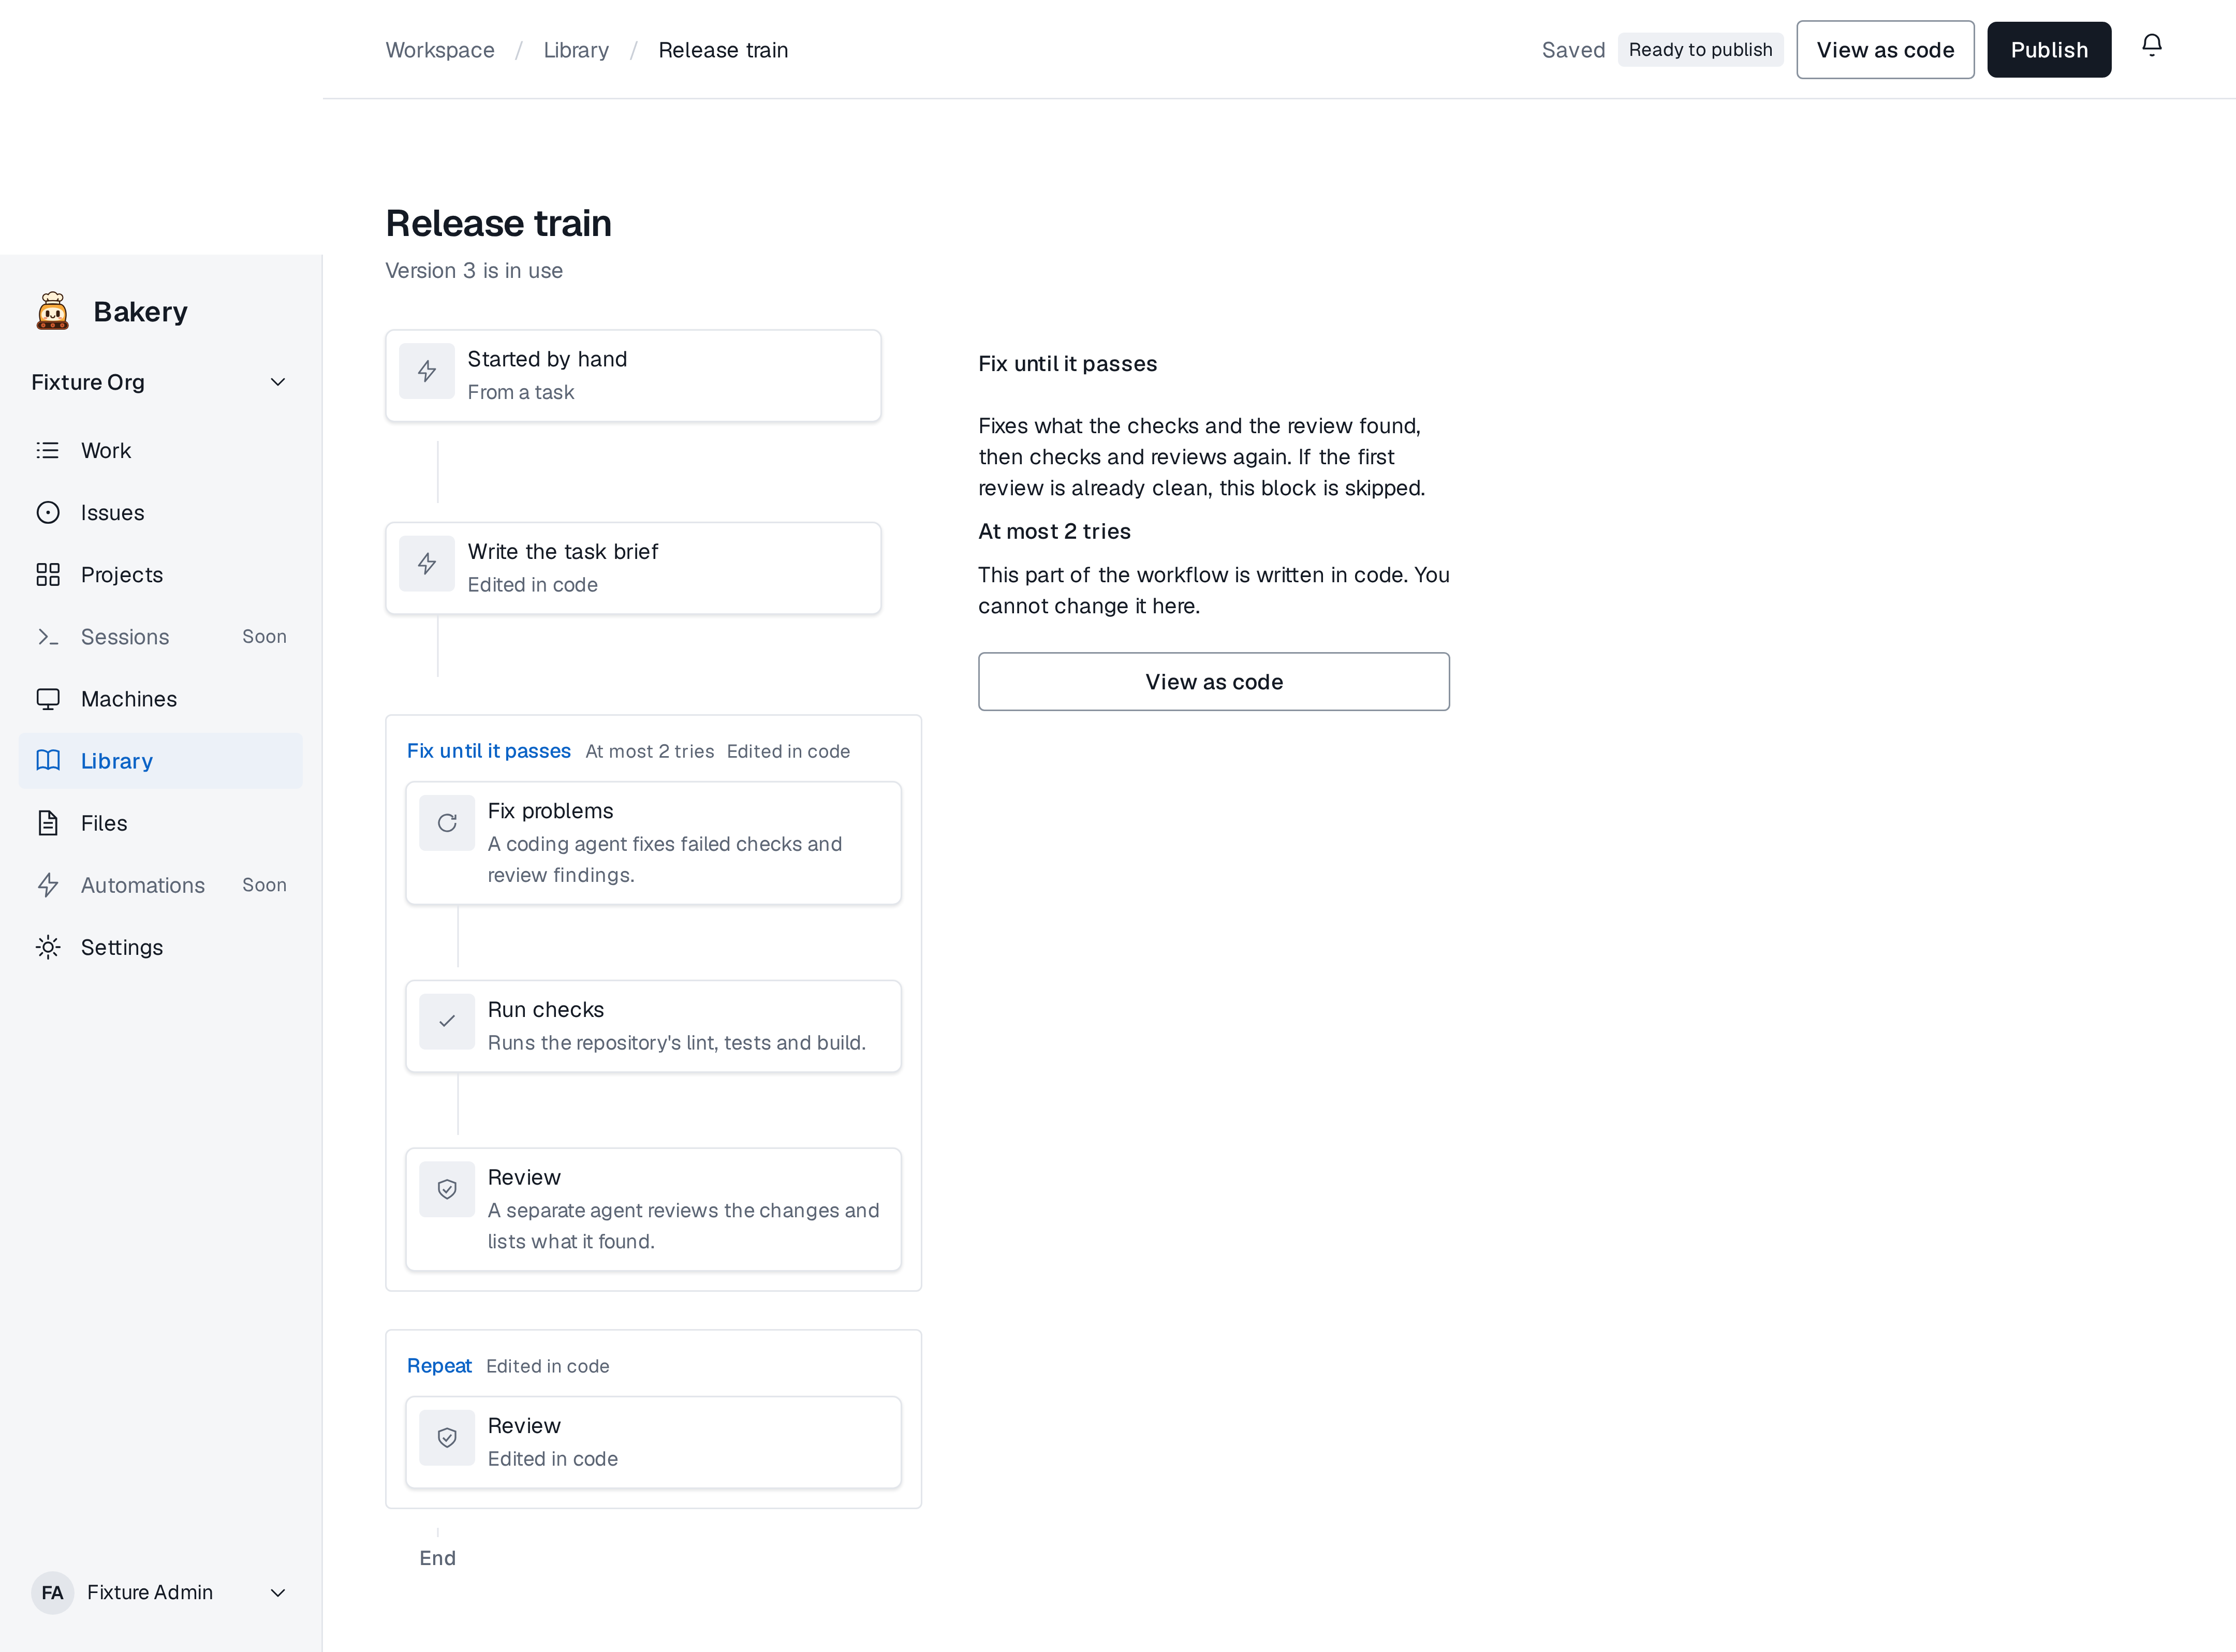 Workspace / Library / Release train
Saved
Ready to publish
View as code
Publish
Bakery
Fixture Org
Work
Issues
Projects
Sessions Soon
Machines
Library
Files
Automations Soon
Settings
FA Fixture Admin
Release train
Version 3 is in use
Started by hand
From a task
Write the task brief
Edited in code
Fix until it passes At most 2 tries Edited in code
Fix problems
A coding agent fixes failed checks and
review findings.
Run checks
Runs the repository's lint, tests and build.
Review
A separate agent reviews the changes and
lists what it found.
Repeat Edited in code
Review
Edited in code
End
Fix until it passes
Fixes what the checks and the review found,
then checks and reviews again. If the first
review is already clean, this block is skipped.
At most 2 tries
This part of the workflow is written in code. You
cannot change it here.
View as code